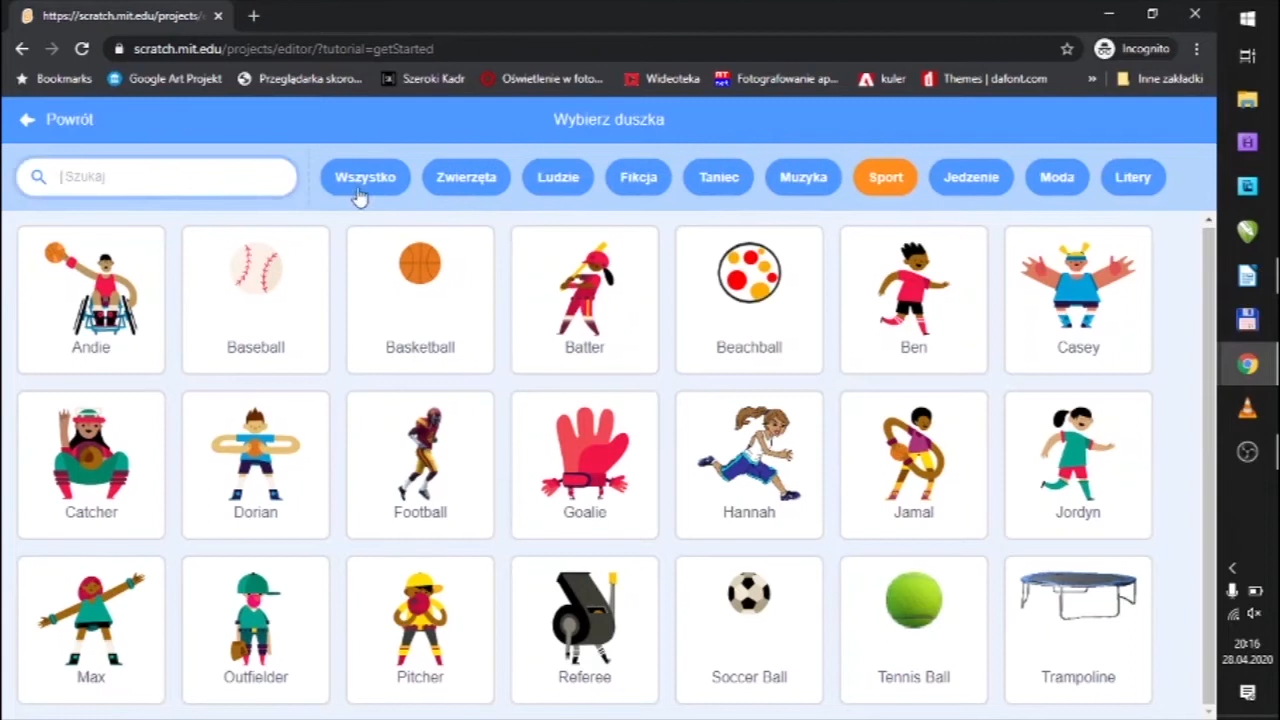 https://scratch.mit.edu/projects/
scratch.mit.edu/projects/editor/?tutorial=getStarted
Incognito
Bookmarks
Google Art Projekt
Przeglądarka skoro...
Szeroki Kadr
Oświetlenie w foto...
Wideoteka
Fotografowanie ap...
kuler
Themes | dafont.com
»
Inne zakładki
Powrót
Wybierz duszka
Szukaj
Wszystko
Zwierzęta
Ludzie
Fikcja
Taniec
Muzyka
Sport
Jedzenie
Moda
Litery
Andie
Baseball
Basketball
Batter
Beachball
Ben
Casey
Catcher
Dorian
Football
Goalie
Hannah
Jamal
Jordyn
Max
Outfielder
Pitcher
Referee
Soccer Ball
Tennis Ball
Trampoline
20:16
28.04.2020